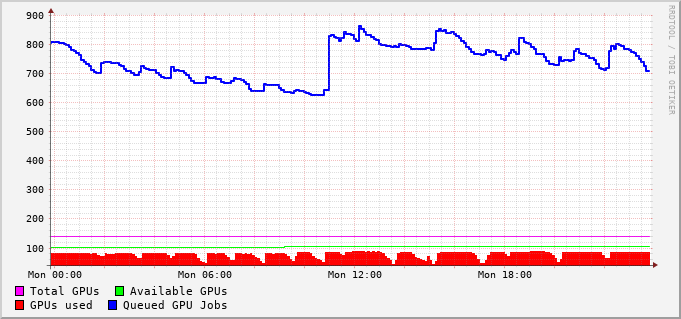 900
800
700
600
500
400
300
200
100
Mon 00:00 Mon 06:00 Mon 12:00 Mon 18:00
Total GPUs Available GPUs
GPUs used Queued GPU Jobs
RRDTOOL / TOBI OETIKER